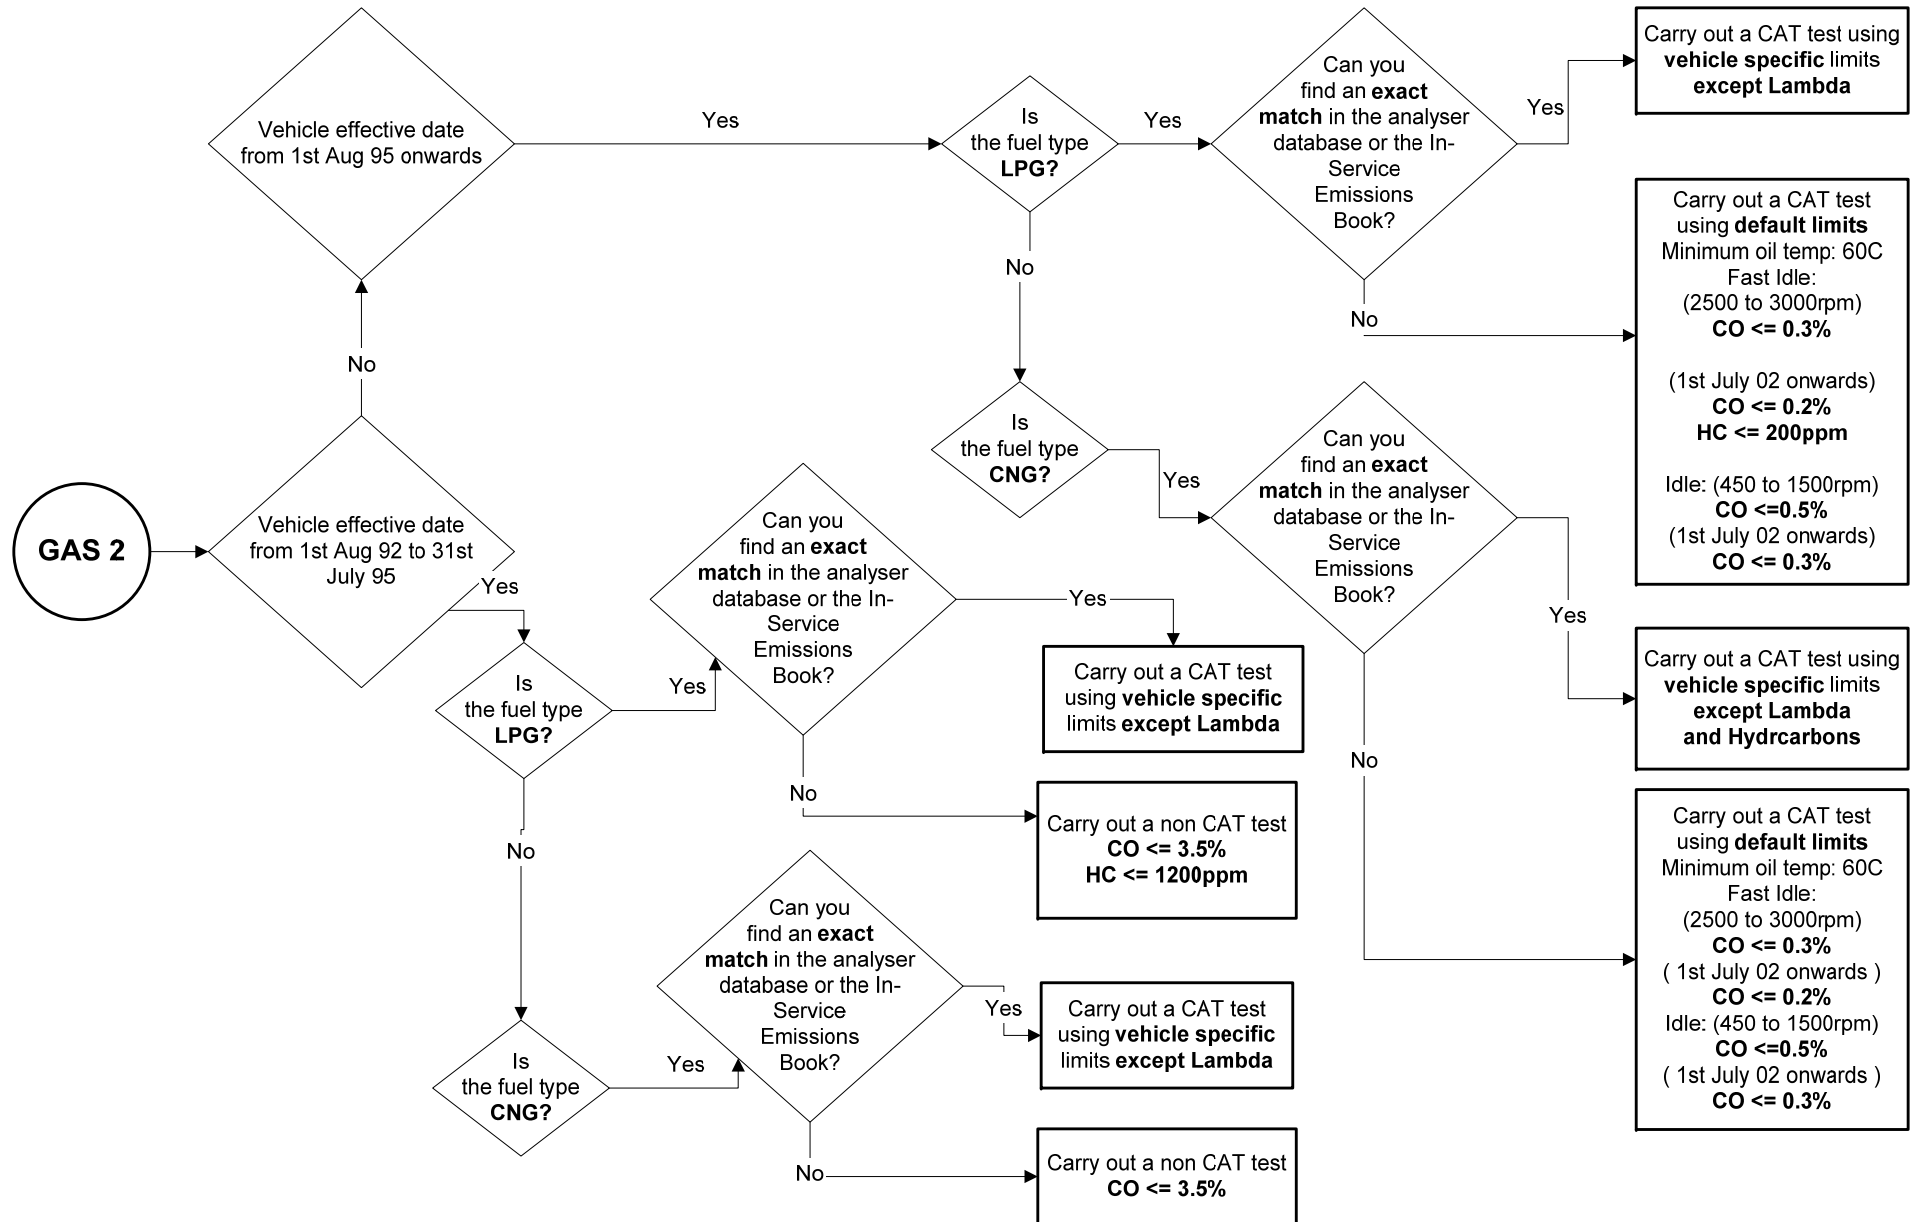 GAS 2
Vehicle effective date
from 1st Aug 92 to 31st
July 95
No
Vehicle effective date
from 1st Aug 95 onwards
Yes
Is
the fuel type
LPG?
Yes
Can you
find an exact
match in the analyser
database or the In-
Service
Emissions
Book?
Yes
Carry out a CAT test using
vehicle specific limits
except Lambda
No
Carry out a CAT test
using default limits
Minimum oil temp: 60C
Fast Idle:
(2500 to 3000rpm)
CO <= 0.3%
(1st July 02 onwards)
CO <= 0.2%
HC <= 200ppm
Idle: (450 to 1500rpm)
CO <=0.5%
(1st July 02 onwards)
CO <= 0.3%
No
Is
the fuel type
CNG?
Yes
Can you
find an exact
match in the analyser
database or the In-
Service
Emissions
Book?
Yes
Carry out a CAT test using
vehicle specific limits
except Lambda
and Hydrcarbons
No
Carry out a CAT test
using default limits
Minimum oil temp: 60C
Fast Idle:
(2500 to 3000rpm)
CO <= 0.3%
( 1st July 02 onwards )
CO <= 0.2%
Idle: (450 to 1500rpm)
CO <=0.5%
( 1st July 02 onwards )
CO <= 0.3%
Yes
Is
the fuel type
LPG?
Yes
Can you
find an exact
match in the analyser
database or the In-
Service
Emissions
Book?
Yes
Carry out a CAT test
using vehicle specific
limits except Lambda
No
Carry out a non CAT test
CO <= 3.5%
HC <= 1200ppm
No
Is
the fuel type
CNG?
Yes
Can you
find an exact
match in the analyser
database or the In-
Service
Emissions
Book?
Yes
Carry out a CAT test
using vehicle specific
limits except Lambda
No
Carry out a non CAT test
CO <= 3.5%